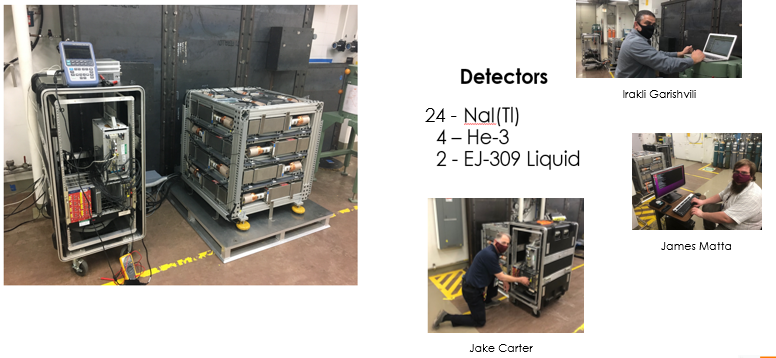 Detectors
24 - NaI(Tl)
4 – He-3
2 - EJ-309 Liquid
Irakli Garishvili
James Matta
Jake Carter